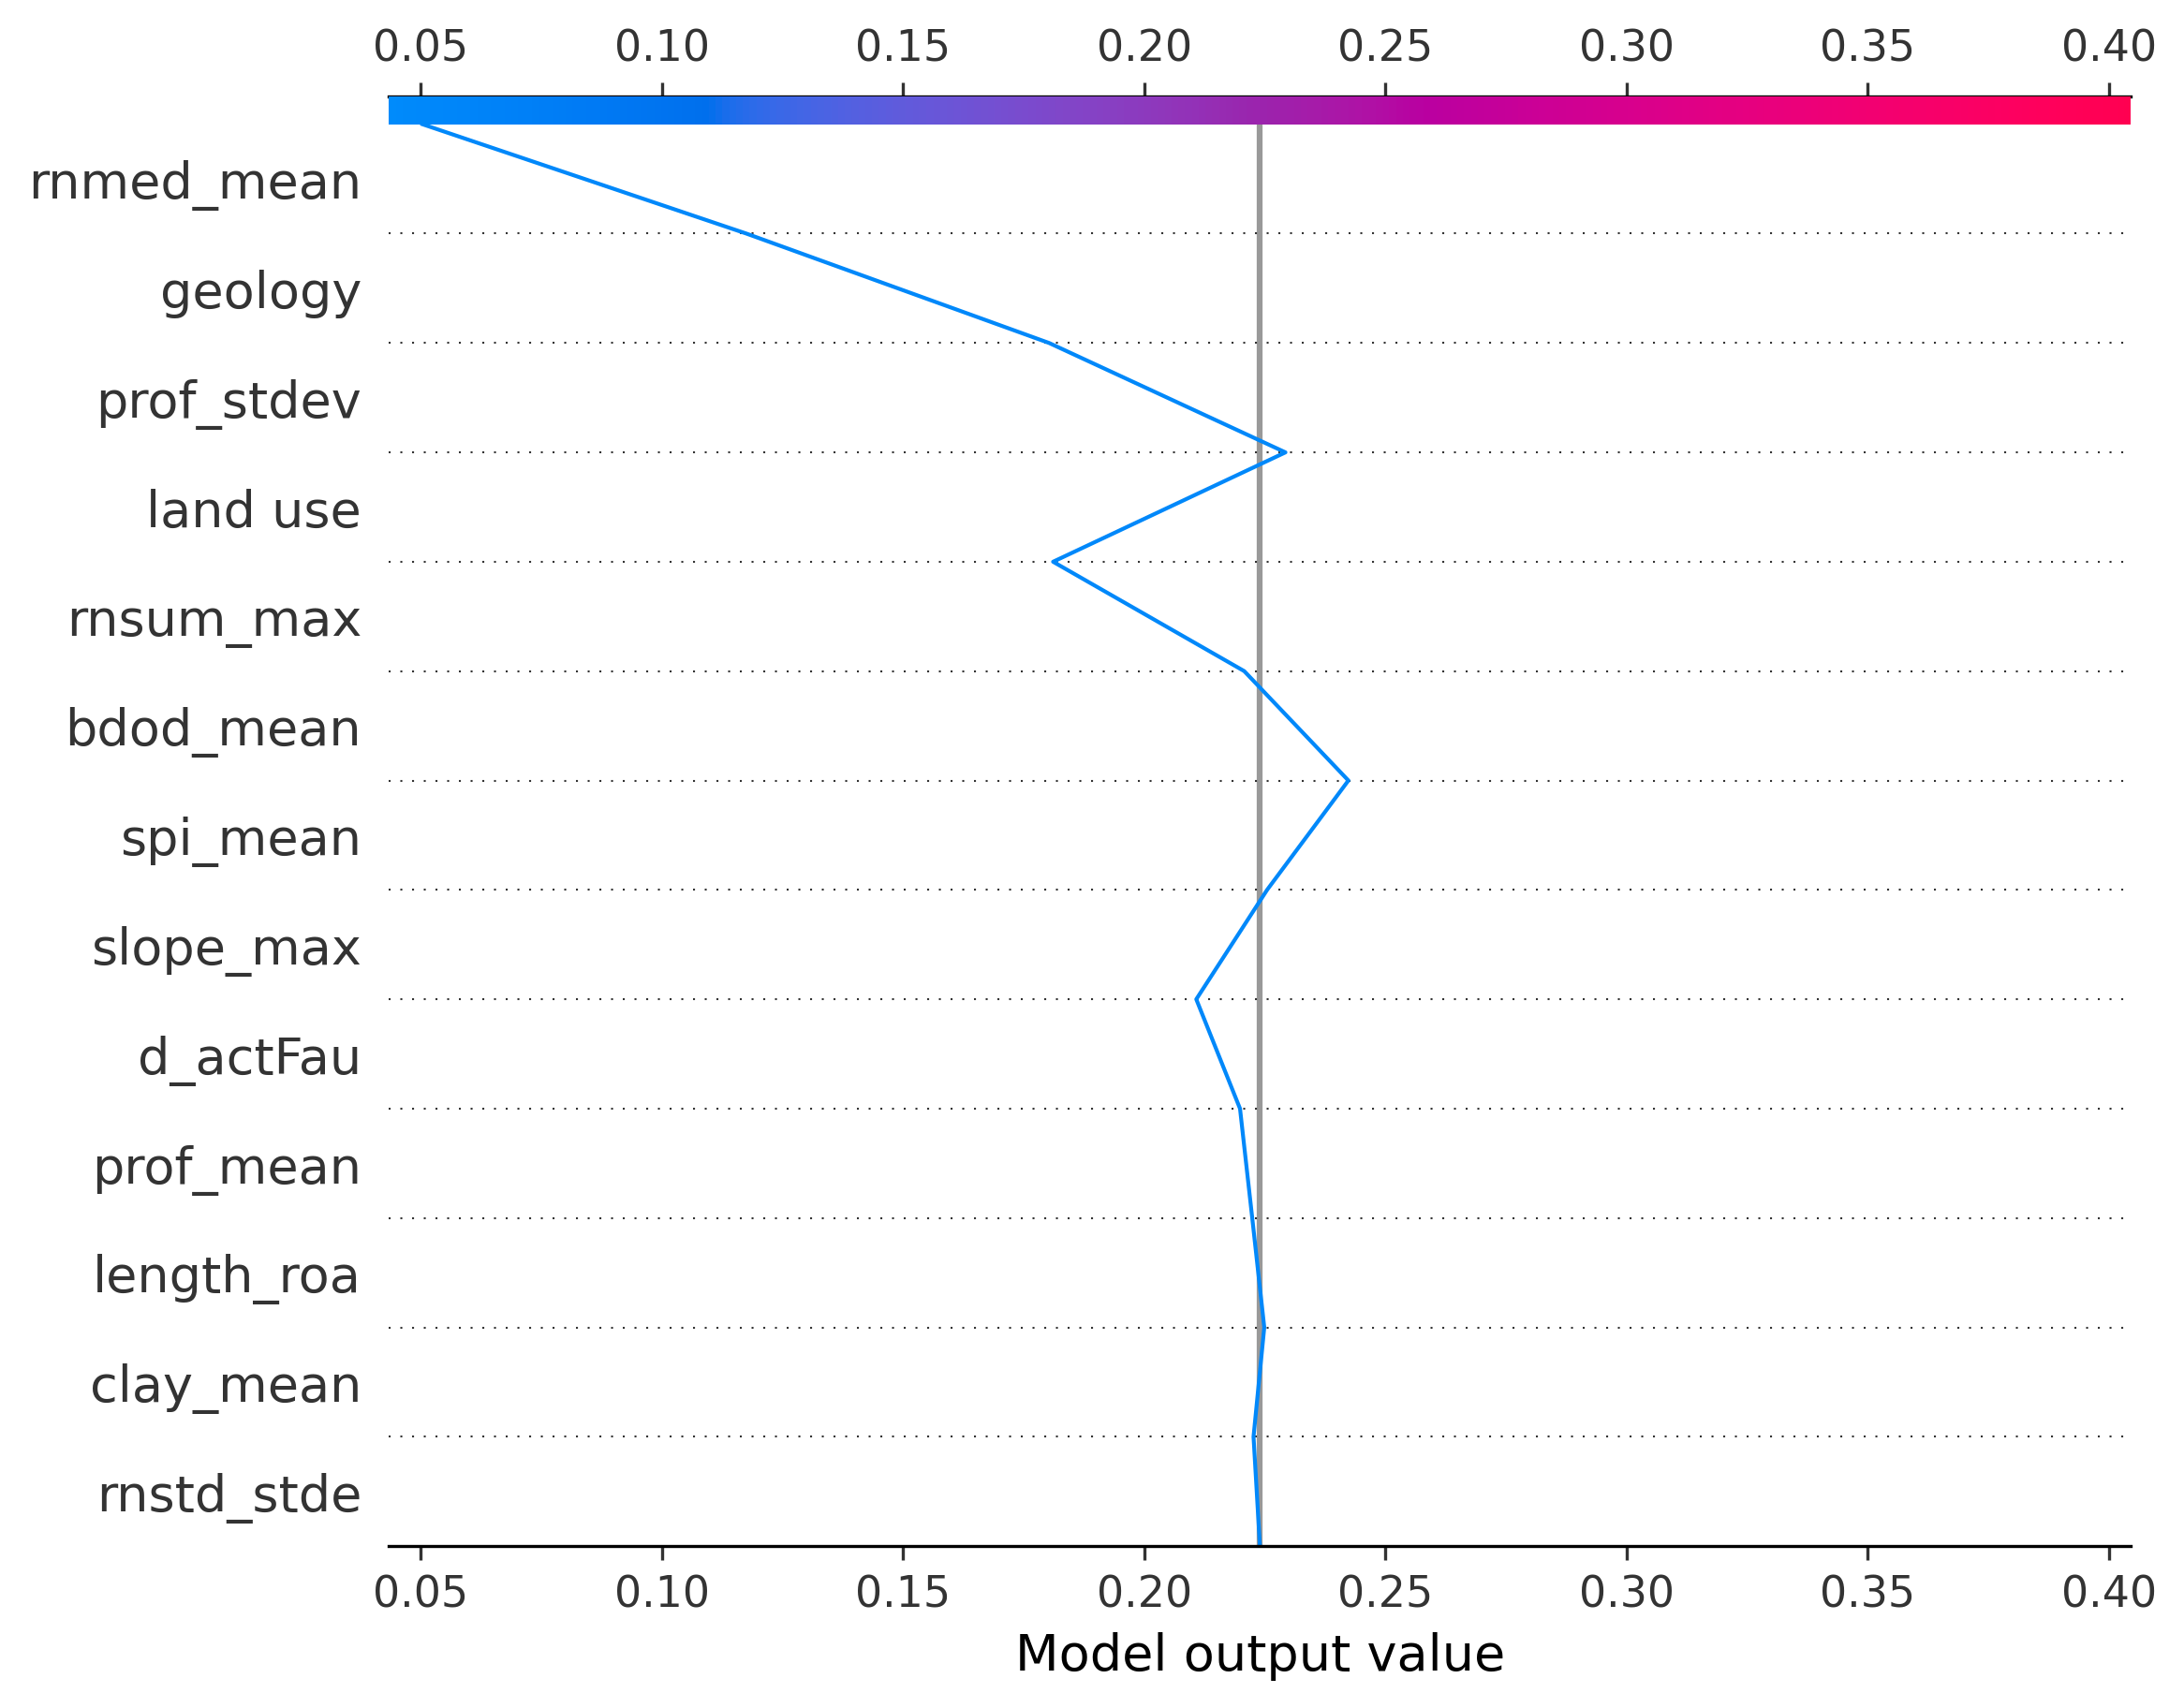 0.05 0.10 0.15 0.20 0.25 0.30 0.35 0.40
rnmed_mean
geology
prof_stdev
land use
rnsum_max
bdod_mean
spi_mean
slope_max
d_actFau
prof_mean
length_roa
clay_mean
rnstd_stde
0.05 0.10 0.15 0.20 0.25 0.30 0.35 0.40
Model output value